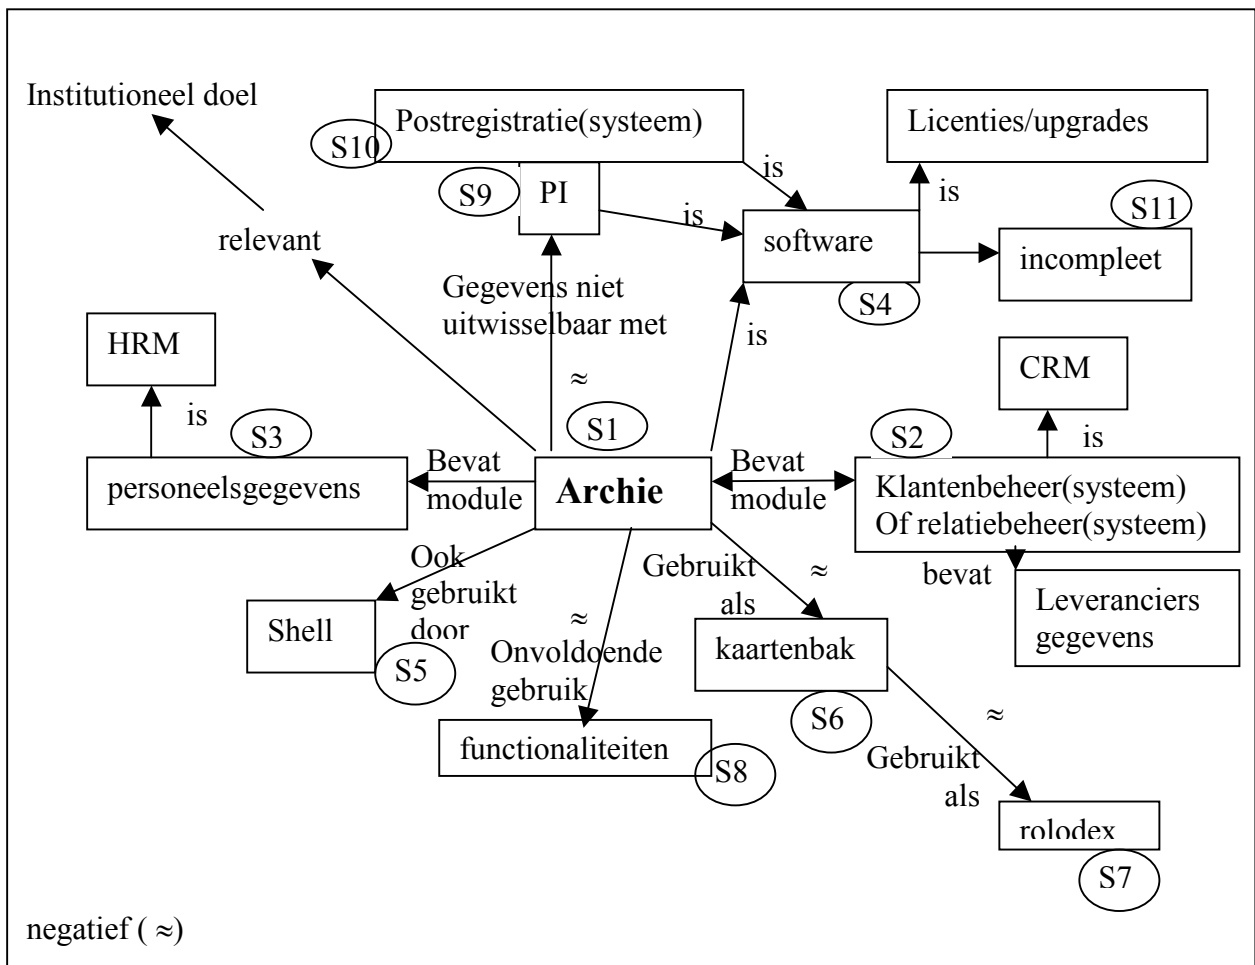 Institutioneel doel
Postregistratie(systeem)
Licenties/upgrades
S10
is
S9
PI
is
is
S11
relevant
software
incompleet
Gegevens niet
uitwisselbaar met
S4
HRM
is
CRM
≈
is
S3
S1
S2
is
personeelsgegevens
Bevat
module
Archie
Bevat
module
Klantenbeheer(systeem)
Of relatiebeheer(systeem)
Ook
gebruikt
door
Gebruikt
als
≈
bevat
Shell
S5
≈
Onvoldoende
gebruik
kaartenbak
Leveranciers
gegevens
S6
≈
functionaliteiten
S8
Gebruikt
als
rolodex
S7
negatief ( ≈)